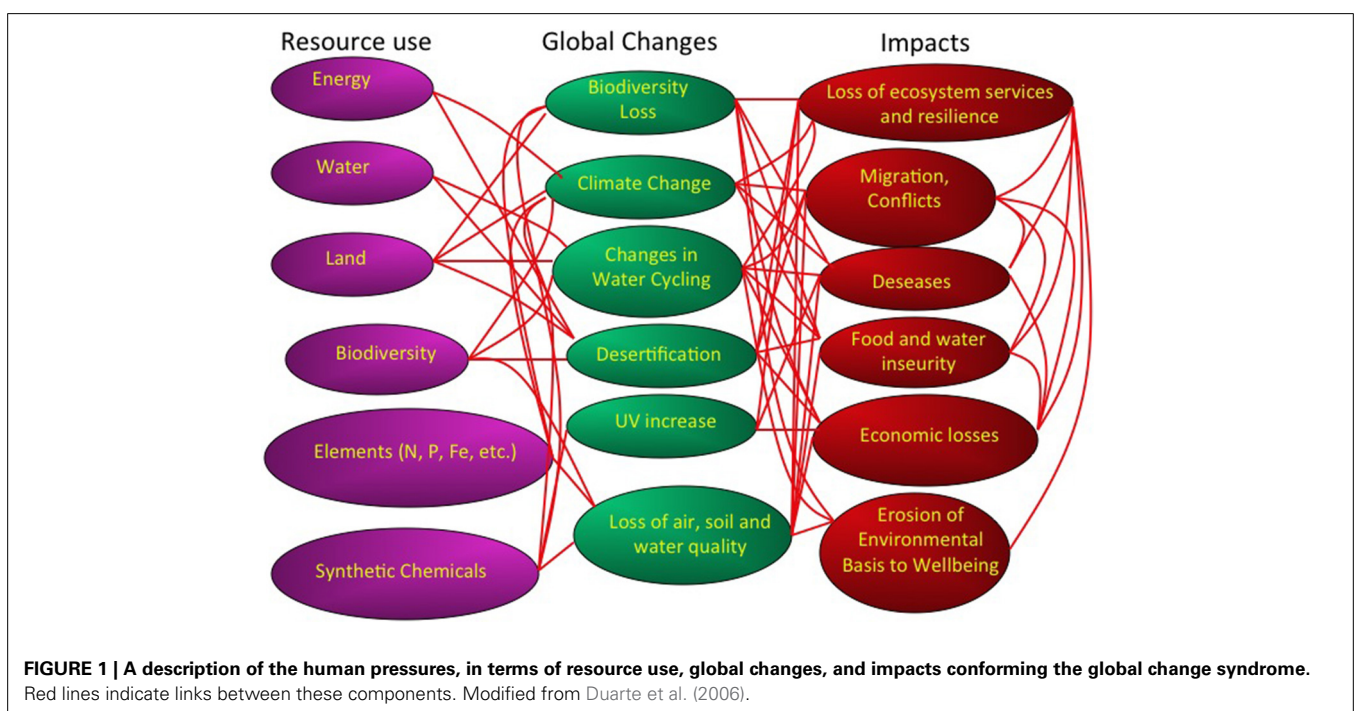 Resource use
Global Changes
Impacts
Energy
Water
Land
Biodiversity
Elements (N, P, Fe, etc.)
Synthetic Chemicals
Biodiversity
Loss
Climate Change
Changes in
Water Cycling
Desertification
UV increase
Loss of air, soil and
water quality
Loss of ecosystem services
and resilience
Migration,
Conflicts
Deseases
Food and water
inseurity
Economic losses
Erosion of
Environmental
Basis to Wellbeing
FIGURE 1 | A description of the human pressures, in terms of resource use, global changes, and impacts conforming the global change syndrome.
Red lines indicate links between these components. Modified from Duarte et al. (2006).